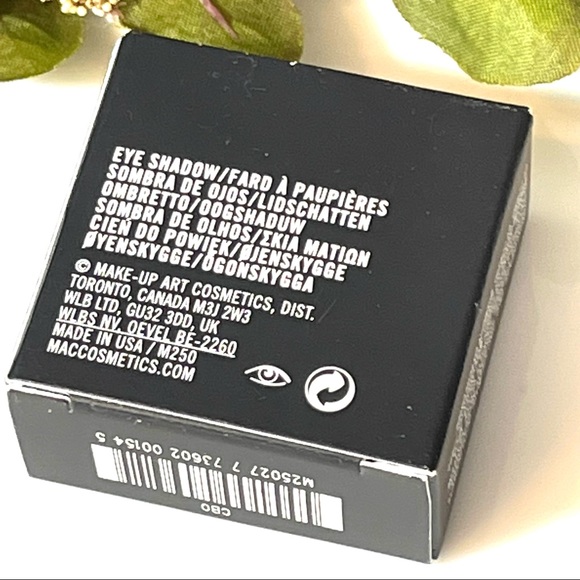 EYE SHADOW/FARD À PAUPIÈRES
SOMBRA DE OJOS/LIDSCHATTEN
OMBRETTO/OOGSHADUW
SOMBRA DE OLHOS/ΣΚΙΑ ΜΑΤΙΩΝ
CIEŃ DO POWIEK/ØJENSKYGGE
ØYENSKYGGE/ÖGONSKYGGA
© MAKE-UP ART COSMETICS, DIST.
TORONTO, CANADA M3J 2W3
WLB LTD, GU32 3DD, UK
WLBS NV, OEVEL BE-2260
MADE IN USA / M250
MACCOSMETICS.COM
M25027 7 73602 00154 5
CBO